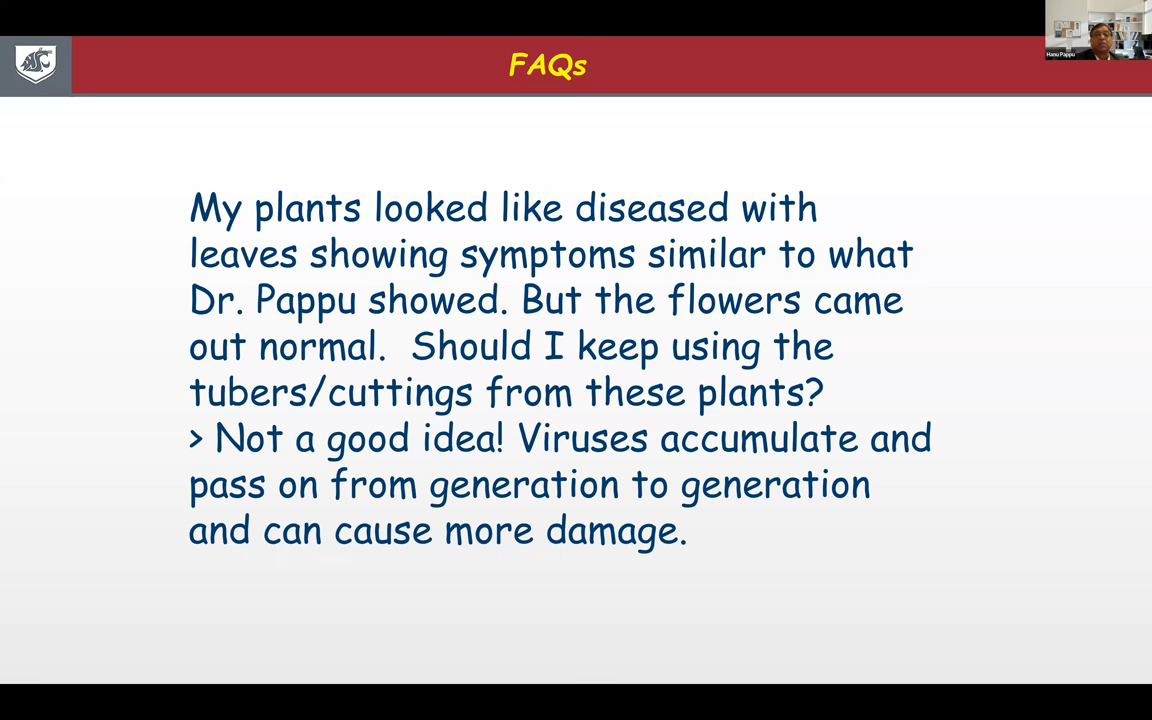 FAQs
Hanu Pappu
My plants looked like diseased with
leaves showing symptoms similar to what
Dr. Pappu showed. But the flowers came
out normal.  Should I keep using the
tubers/cuttings from these plants?
> Not a good idea! Viruses accumulate and
pass on from generation to generation
and can cause more damage.